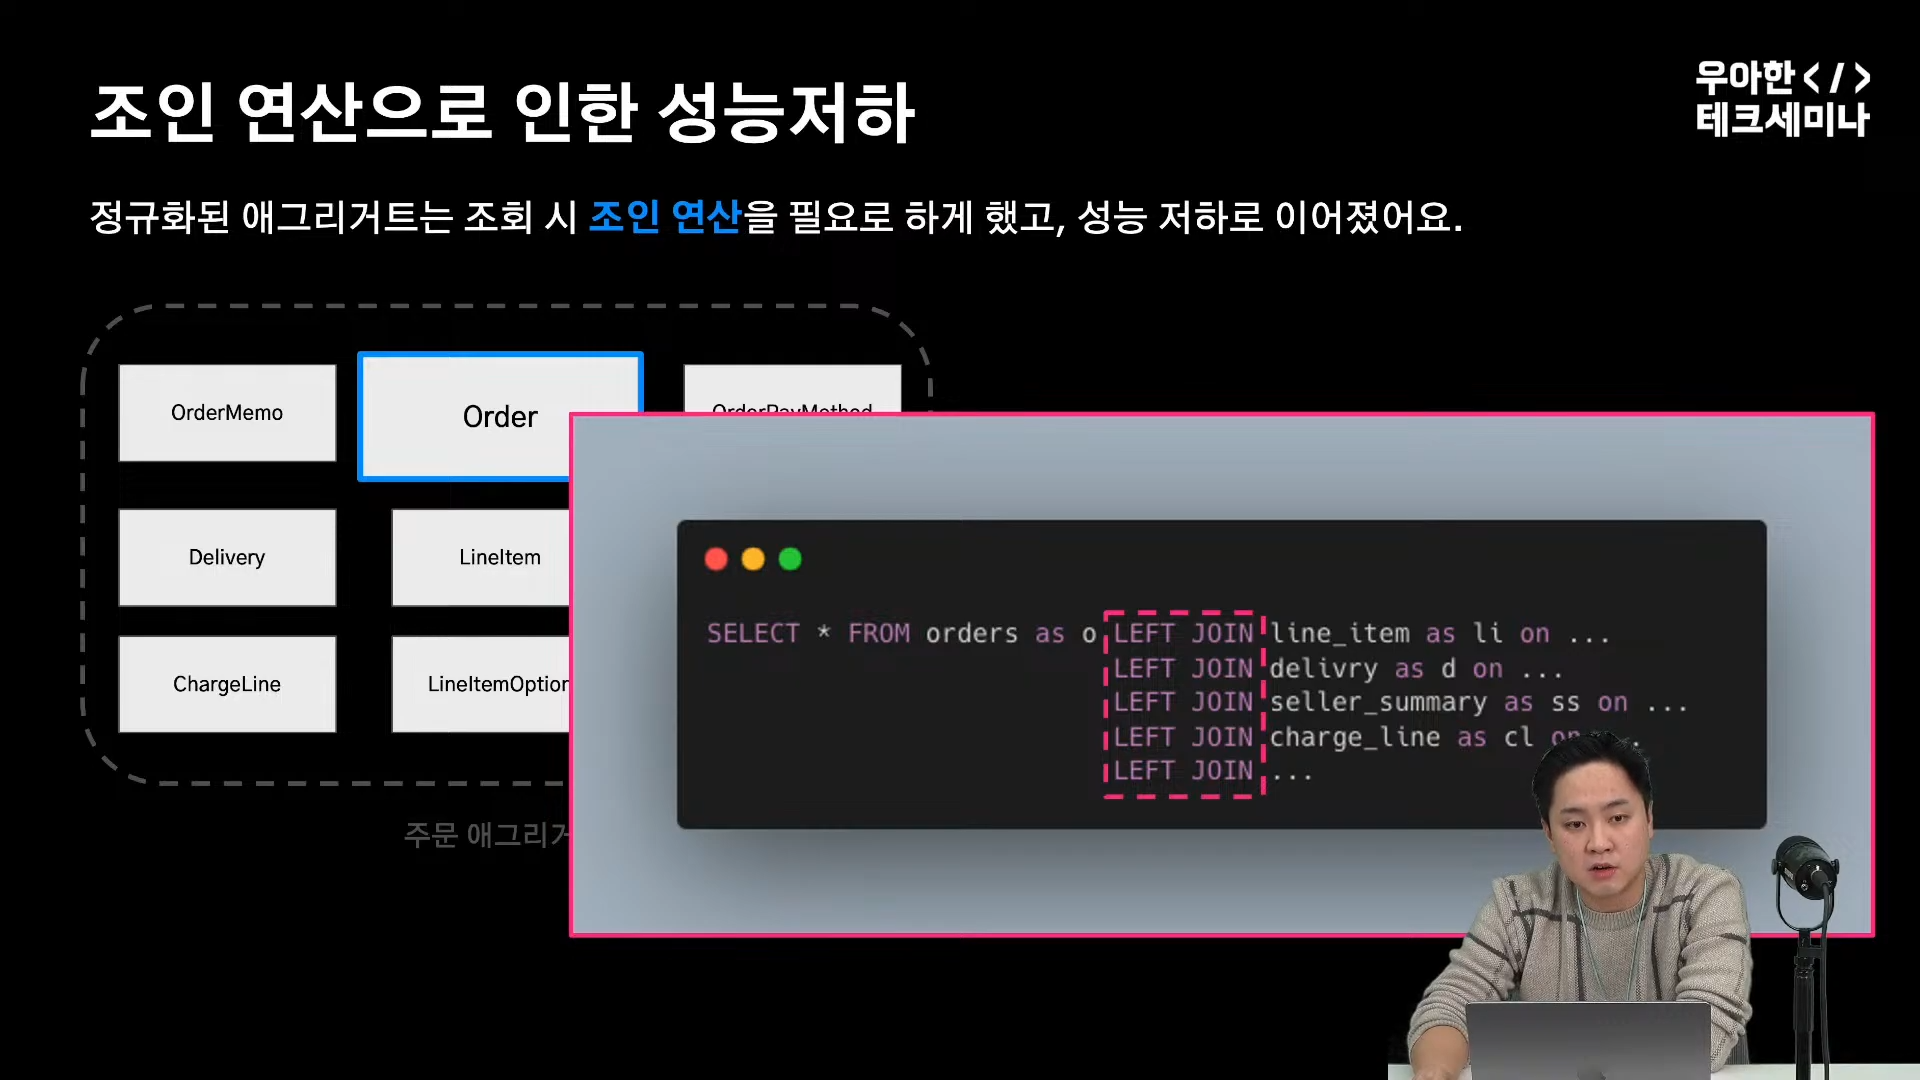 조인 연산으로 인한 성능저하
우아한</>
테크세미나
정규화된 애그리거트는 조회 시 조인 연산을 필요로 하게 했고, 성능 저하로 이어졌어요.
OrderMemo
Order
OrderPayMethod
Delivery
LineItem
ChargeLine
LineItemOption
주문 애그리거
SELECT * FROM orders as o LEFT JOIN line_item as li on ...
LEFT JOIN delivry as d on ...
LEFT JOIN seller_summary as ss on ...
LEFT JOIN charge_line as cl on ...
LEFT JOIN ...